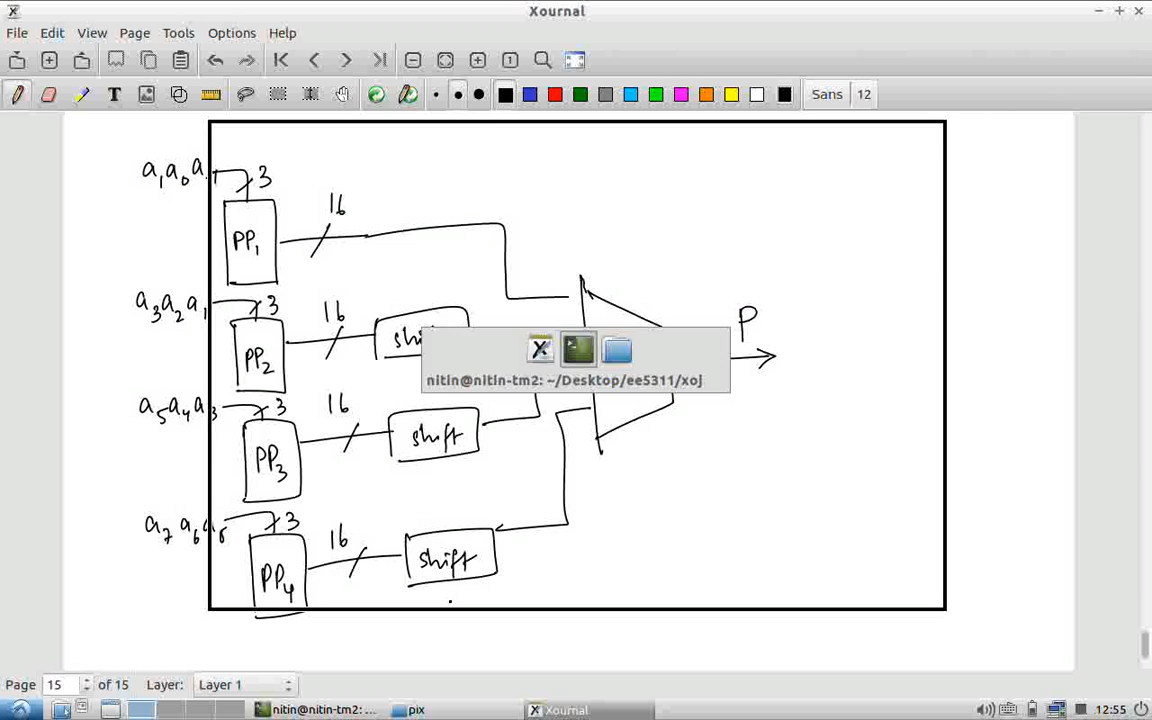 Xournal
File Edit View Page Tools Options Help
Sans 12
a₁a₀a₋₁ 3
16
PP₁
a₃a₂a₁ 3
16
PP₂
P
nitin@nitin-tm2: ~/Desktop/ee5311/xoj
a₅a₄a₃ 3
16
shift
PP₃
a₇a₆a₅ 3
16
shift
PP₄
Page 15 of 15 Layer: Layer 1
nitin@nitin-tm2: ... pix Xournal 12:55